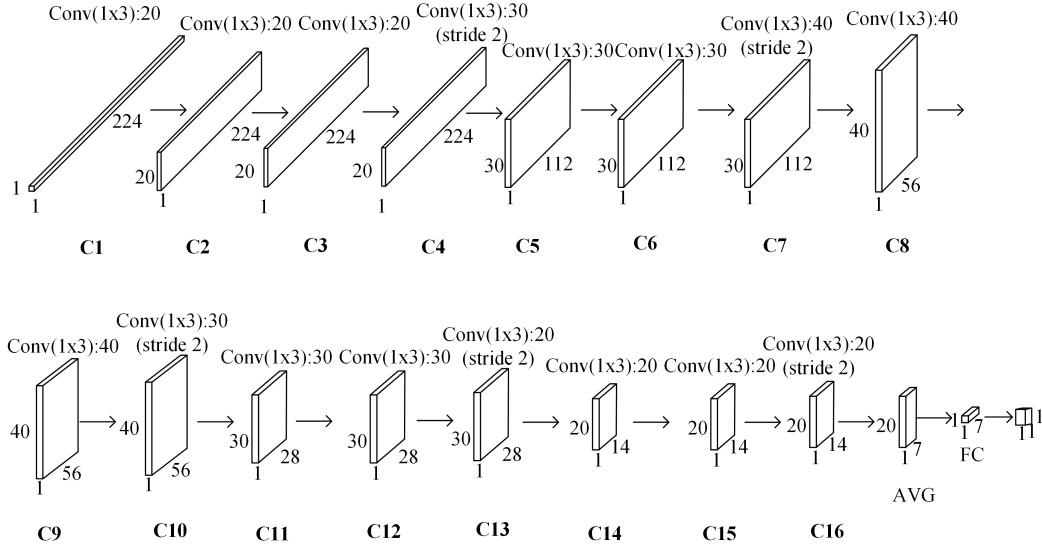 Conv(1x3):20
Conv(1x3):20
Conv(1x3):20
Conv(1x3):30
(stride 2)
Conv(1x3):30
Conv(1x3):30
Conv(1x3):40
(stride 2)
Conv(1x3):40
1
1
224
20
1
224
20
1
224
20
1
224
30
1
112
30
1
112
30
1
112
40
1
56
C1
C2
C3
C4
C5
C6
C7
C8
Conv(1x3):40
Conv(1x3):30
(stride 2)
Conv(1x3):30
Conv(1x3):30
Conv(1x3):20
(stride 2)
Conv(1x3):20
Conv(1x3):20
Conv(1x3):20
(stride 2)
40
1
56
40
1
56
30
1
28
30
1
28
30
1
28
20
1
14
20
1
14
20
1
14
20
1
7
AVG
1
1
7
FC
1
1
1
C9
C10
C11
C12
C13
C14
C15
C16